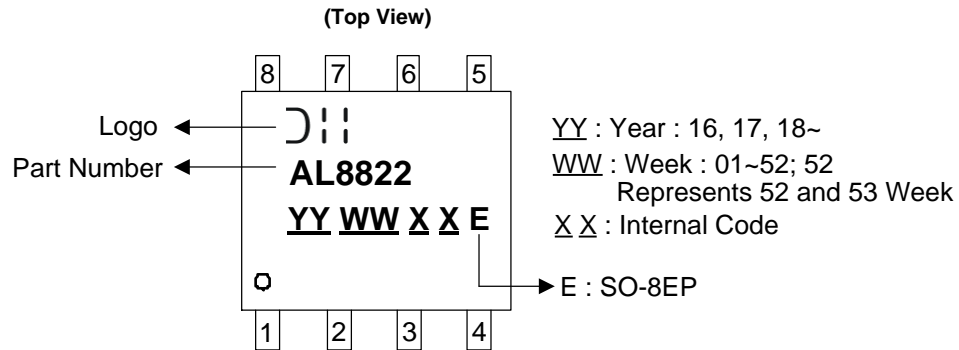 (Top View)
8 7 6 5
Logo
Part Number
AL8822
YY WW X X E
YY : Year : 16, 17, 18~
WW : Week : 01~52; 52
Represents 52 and 53 Week
X X : Internal Code
E : SO-8EP
1 2 3 4